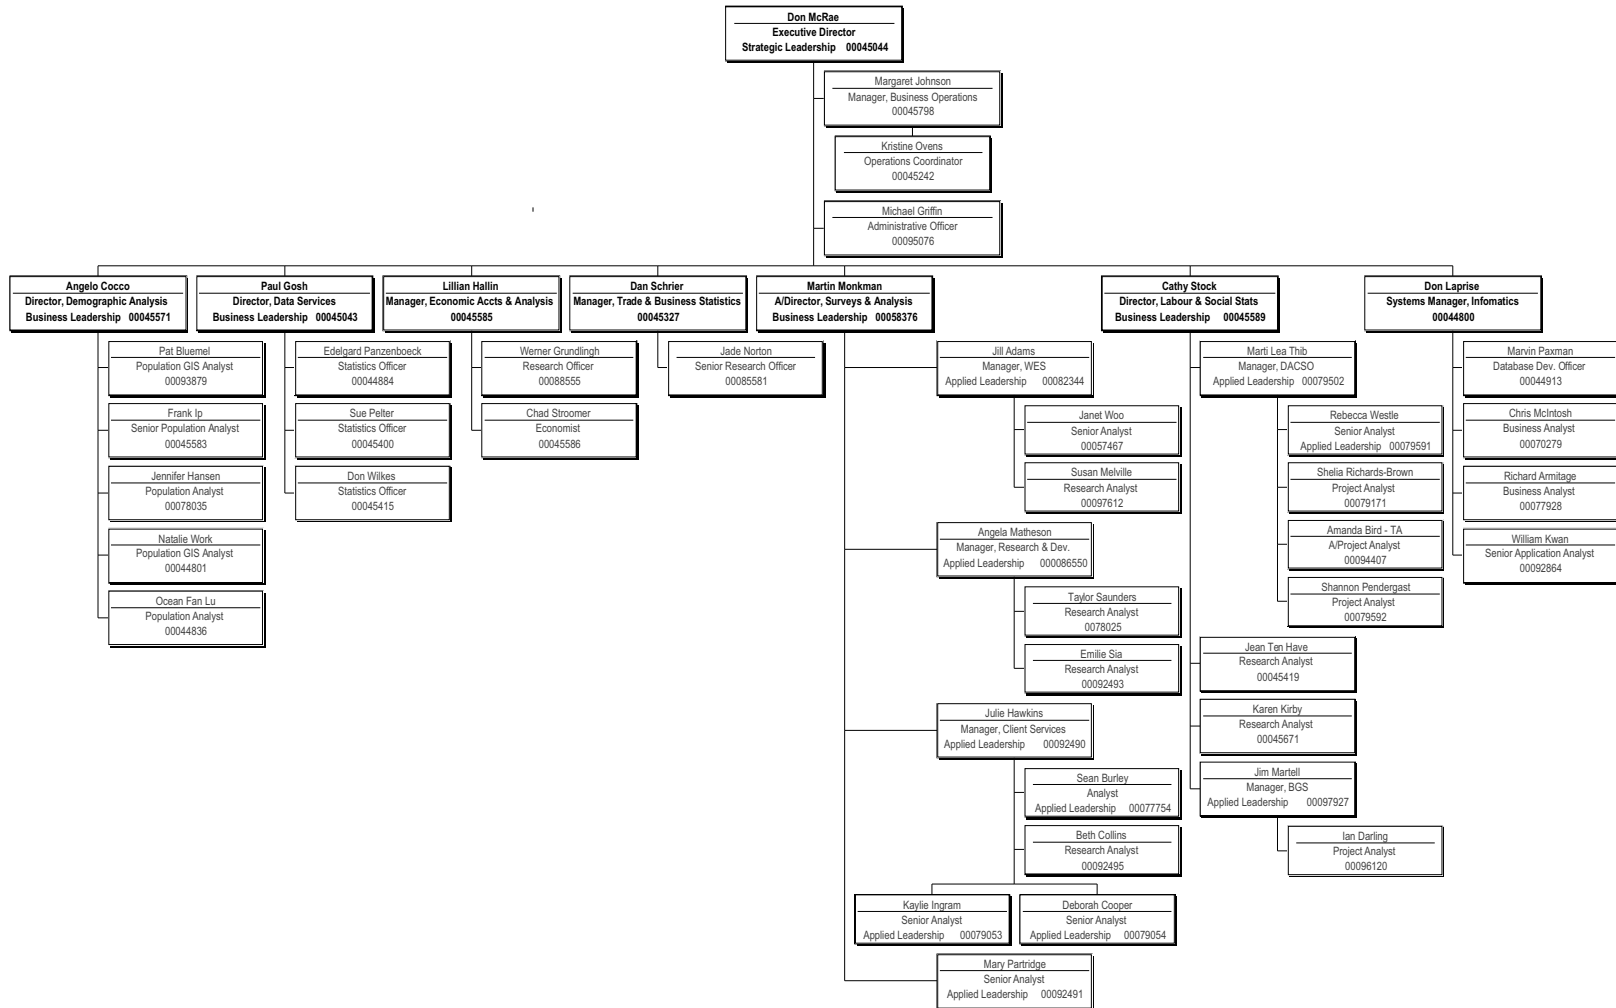 Don McRae
Executive Director
Strategic Leadership 00045044
Margaret Johnson
Manager, Business Operations
00045798
Kristine Ovens
Operations Coordinator
00045242
Michael Griffin
Administrative Officer
00095076
Angelo Cocco
Director, Demographic Analysis
Business Leadership 00045571
Pat Bluemel
Population GIS Analyst
00093879
Frank Ip
Senior Population Analyst
00045583
Jennifer Hansen
Population Analyst
00078035
Natalie Work
Population GIS Analyst
00044801
Ocean Fan Lu
Population Analyst
00044836
Paul Gosh
Director, Data Services
Business Leadership 00045043
Edelgard Panzenboeck
Statistics Officer
00044884
Sue Pelter
Statistics Officer
00045400
Don Wilkes
Statistics Officer
00045415
Lillian Hallin
Manager, Economic Accts & Analysis
00045585
Werner Grundlingh
Research Officer
00088555
Chad Stroomer
Economist
00045586
Dan Schrier
Manager, Trade & Business Statistics
00045327
Jade Norton
Senior Research Officer
00085581
Martin Monkman
A/Director, Surveys & Analysis
Business Leadership 00058376
Jill Adams
Manager, WES
Applied Leadership 00082344
Janet Woo
Senior Analyst
00057467
Susan Melville
Research Analyst
00097612
Angela Matheson
Manager, Research & Dev.
Applied Leadership 000086550
Taylor Saunders
Research Analyst
0078025
Emilie Sia
Research Analyst
00092493
Julie Hawkins
Manager, Client Services
Applied Leadership 00092490
Sean Burley
Analyst
Applied Leadership 00077754
Beth Collins
Research Analyst
00092495
Kaylie Ingram
Senior Analyst
Applied Leadership 00079053
Deborah Cooper
Senior Analyst
Applied Leadership 00079054
Mary Partridge
Senior Analyst
Applied Leadership 00092491
Cathy Stock
Director, Labour & Social Stats
Business Leadership 00045589
Marti Lea Thib
Manager, DACSO
Applied Leadership 00079502
Rebecca Westle
Senior Analyst
Applied Leadership 00079591
Shelia Richards-Brown
Project Analyst
00079171
Amanda Bird - TA
A/Project Analyst
00094407
Shannon Pendergast
Project Analyst
00079592
Jean Ten Have
Research Analyst
00045419
Karen Kirby
Research Analyst
00045671
Jim Martell
Manager, BGS
Applied Leadership 00097927
Ian Darling
Project Analyst
00096120
Don Laprise
Systems Manager, Infomatics
00044800
Marvin Paxman
Database Dev. Officer
00044913
Chris McIntosh
Business Analyst
00070279
Richard Armitage
Business Analyst
00077928
William Kwan
Senior Application Analyst
00092864